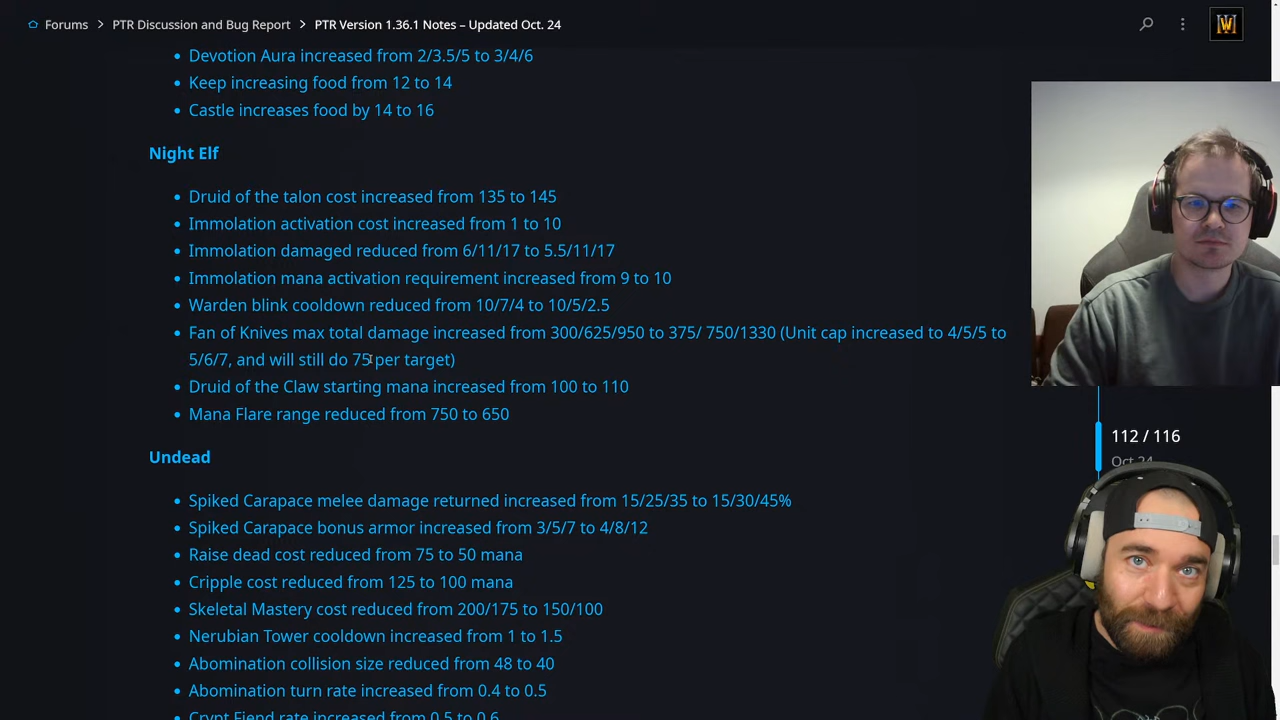 Forums > PTR Discussion and Bug Report > PTR Version 1.36.1 Notes – Updated Oct. 24
• Devotion Aura increased from 2/3.5/5 to 3/4/6
• Keep increasing food from 12 to 14
• Castle increases food by 14 to 16
Night Elf
• Druid of the talon cost increased from 135 to 145
• Immolation activation cost increased from 1 to 10
• Immolation damaged reduced from 6/11/17 to 5.5/11/17
• Immolation mana activation requirement increased from 9 to 10
• Warden blink cooldown reduced from 10/7/4 to 10/5/2.5
• Fan of Knives max total damage increased from 300/625/950 to 375/ 750/1330 (Unit cap increased to 4/5/5 to
5/6/7, and will still do 75 per target)
• Druid of the Claw starting mana increased from 100 to 110
• Mana Flare range reduced from 750 to 650
112 / 116
Oct 24
Undead
• Spiked Carapace melee damage returned increased from 15/25/35 to 15/30/45%
• Spiked Carapace bonus armor increased from 3/5/7 to 4/8/12
• Raise dead cost reduced from 75 to 50 mana
• Cripple cost reduced from 125 to 100 mana
• Skeletal Mastery cost reduced from 200/175 to 150/100
• Nerubian Tower cooldown increased from 1 to 1.5
• Abomination collision size reduced from 48 to 40
• Abomination turn rate increased from 0.4 to 0.5
• Crypt Fiend rate increased from 0.5 to 0.6